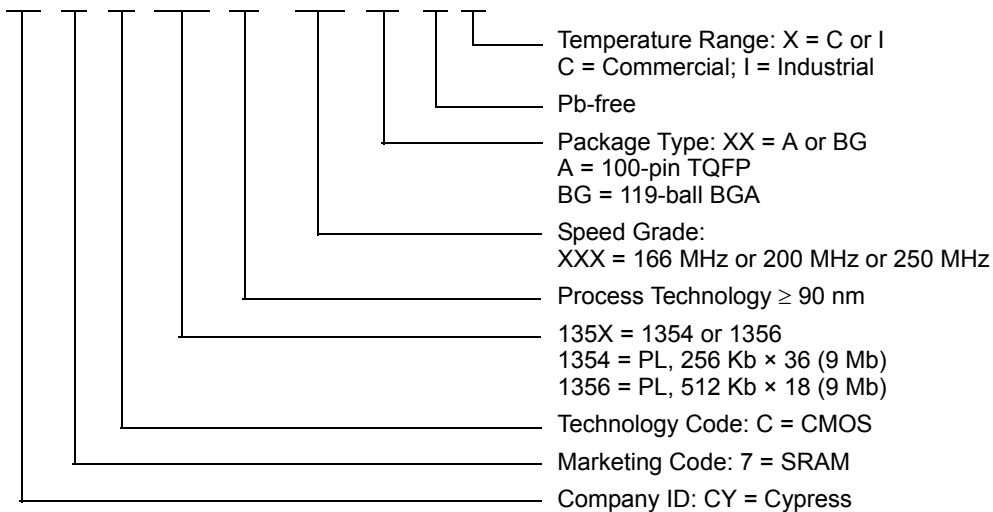 Temperature Range: X = C or I
C = Commercial; I = Industrial
Pb-free
Package Type: XX = A or BG
A = 100-pin TQFP
BG = 119-ball BGA
Speed Grade:
XXX = 166 MHz or 200 MHz or 250 MHz
Process Technology ≥ 90 nm
135X = 1354 or 1356
1354 = PL, 256 Kb × 36 (9 Mb)
1356 = PL, 512 Kb × 18 (9 Mb)
Technology Code: C = CMOS
Marketing Code: 7 = SRAM
Company ID: CY = Cypress